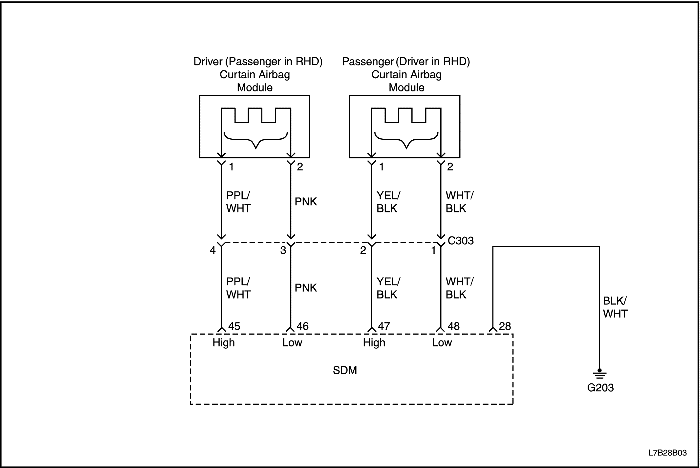 Driver (Passenger in RHD)
Curtain Airbag
Module
Passenger (Driver in RHD)
Curtain Airbag
Module
1
2
1
2
PPL/
WHT
PNK
YEL/
BLK
WHT/
BLK
C303
4
3
2
1
PPL/
WHT
PNK
YEL/
BLK
WHT/
BLK
BLK/
WHT
45
46
47
48
28
High
Low
High
Low
SDM
G203
L7B28B03